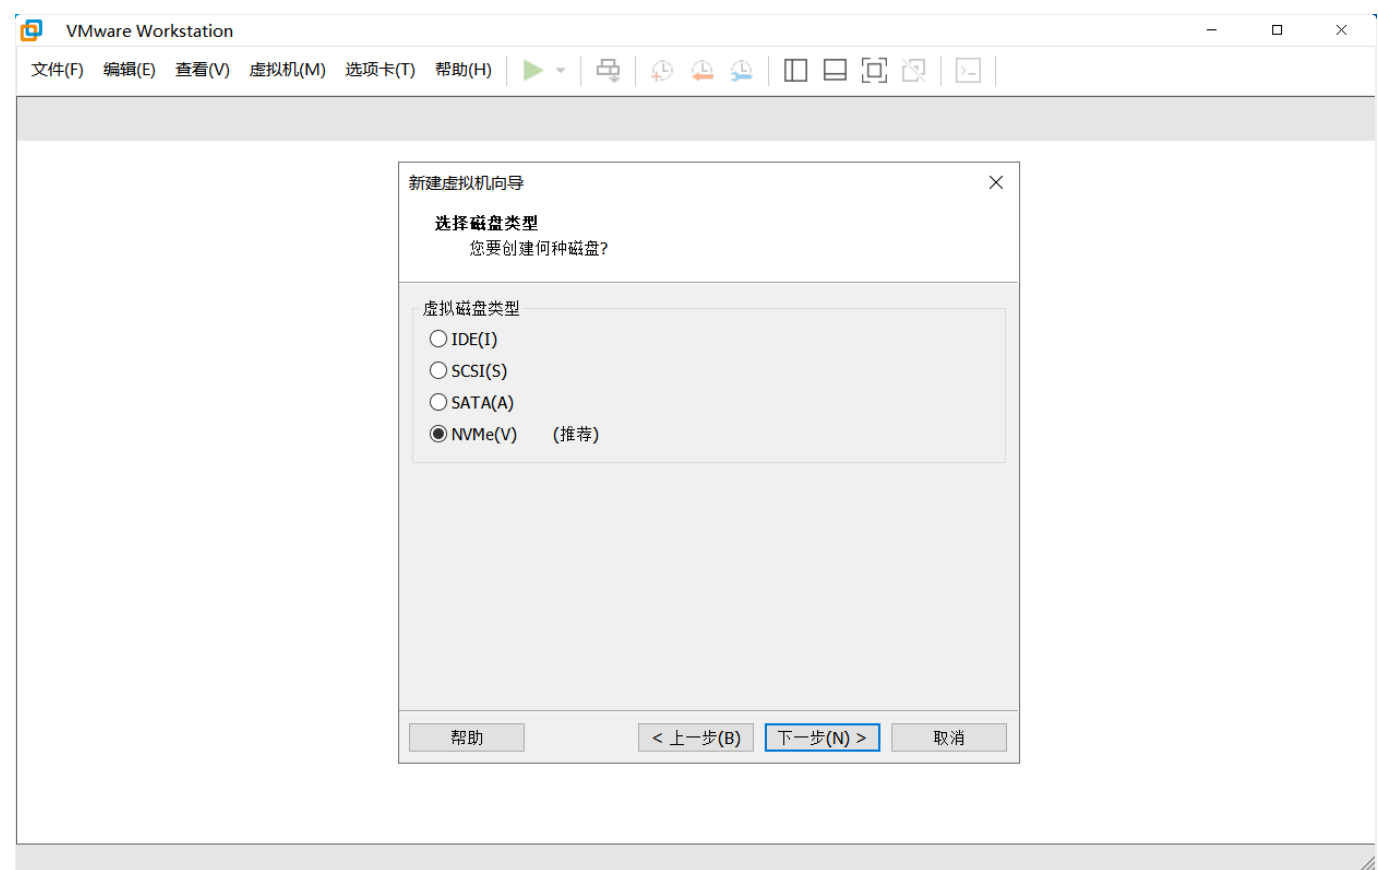 VMware Workstation
文件(F) 编辑(E) 查看(V) 虚拟机(M) 选项卡(T) 帮助(H)
新建虚拟机向导
选择磁盘类型
您要创建何种磁盘?
虚拟磁盘类型
IDE(I)
SCSI(S)
SATA(A)
NVMe(V) (推荐)
帮助 < 上一步(B) 下一步(N) > 取消